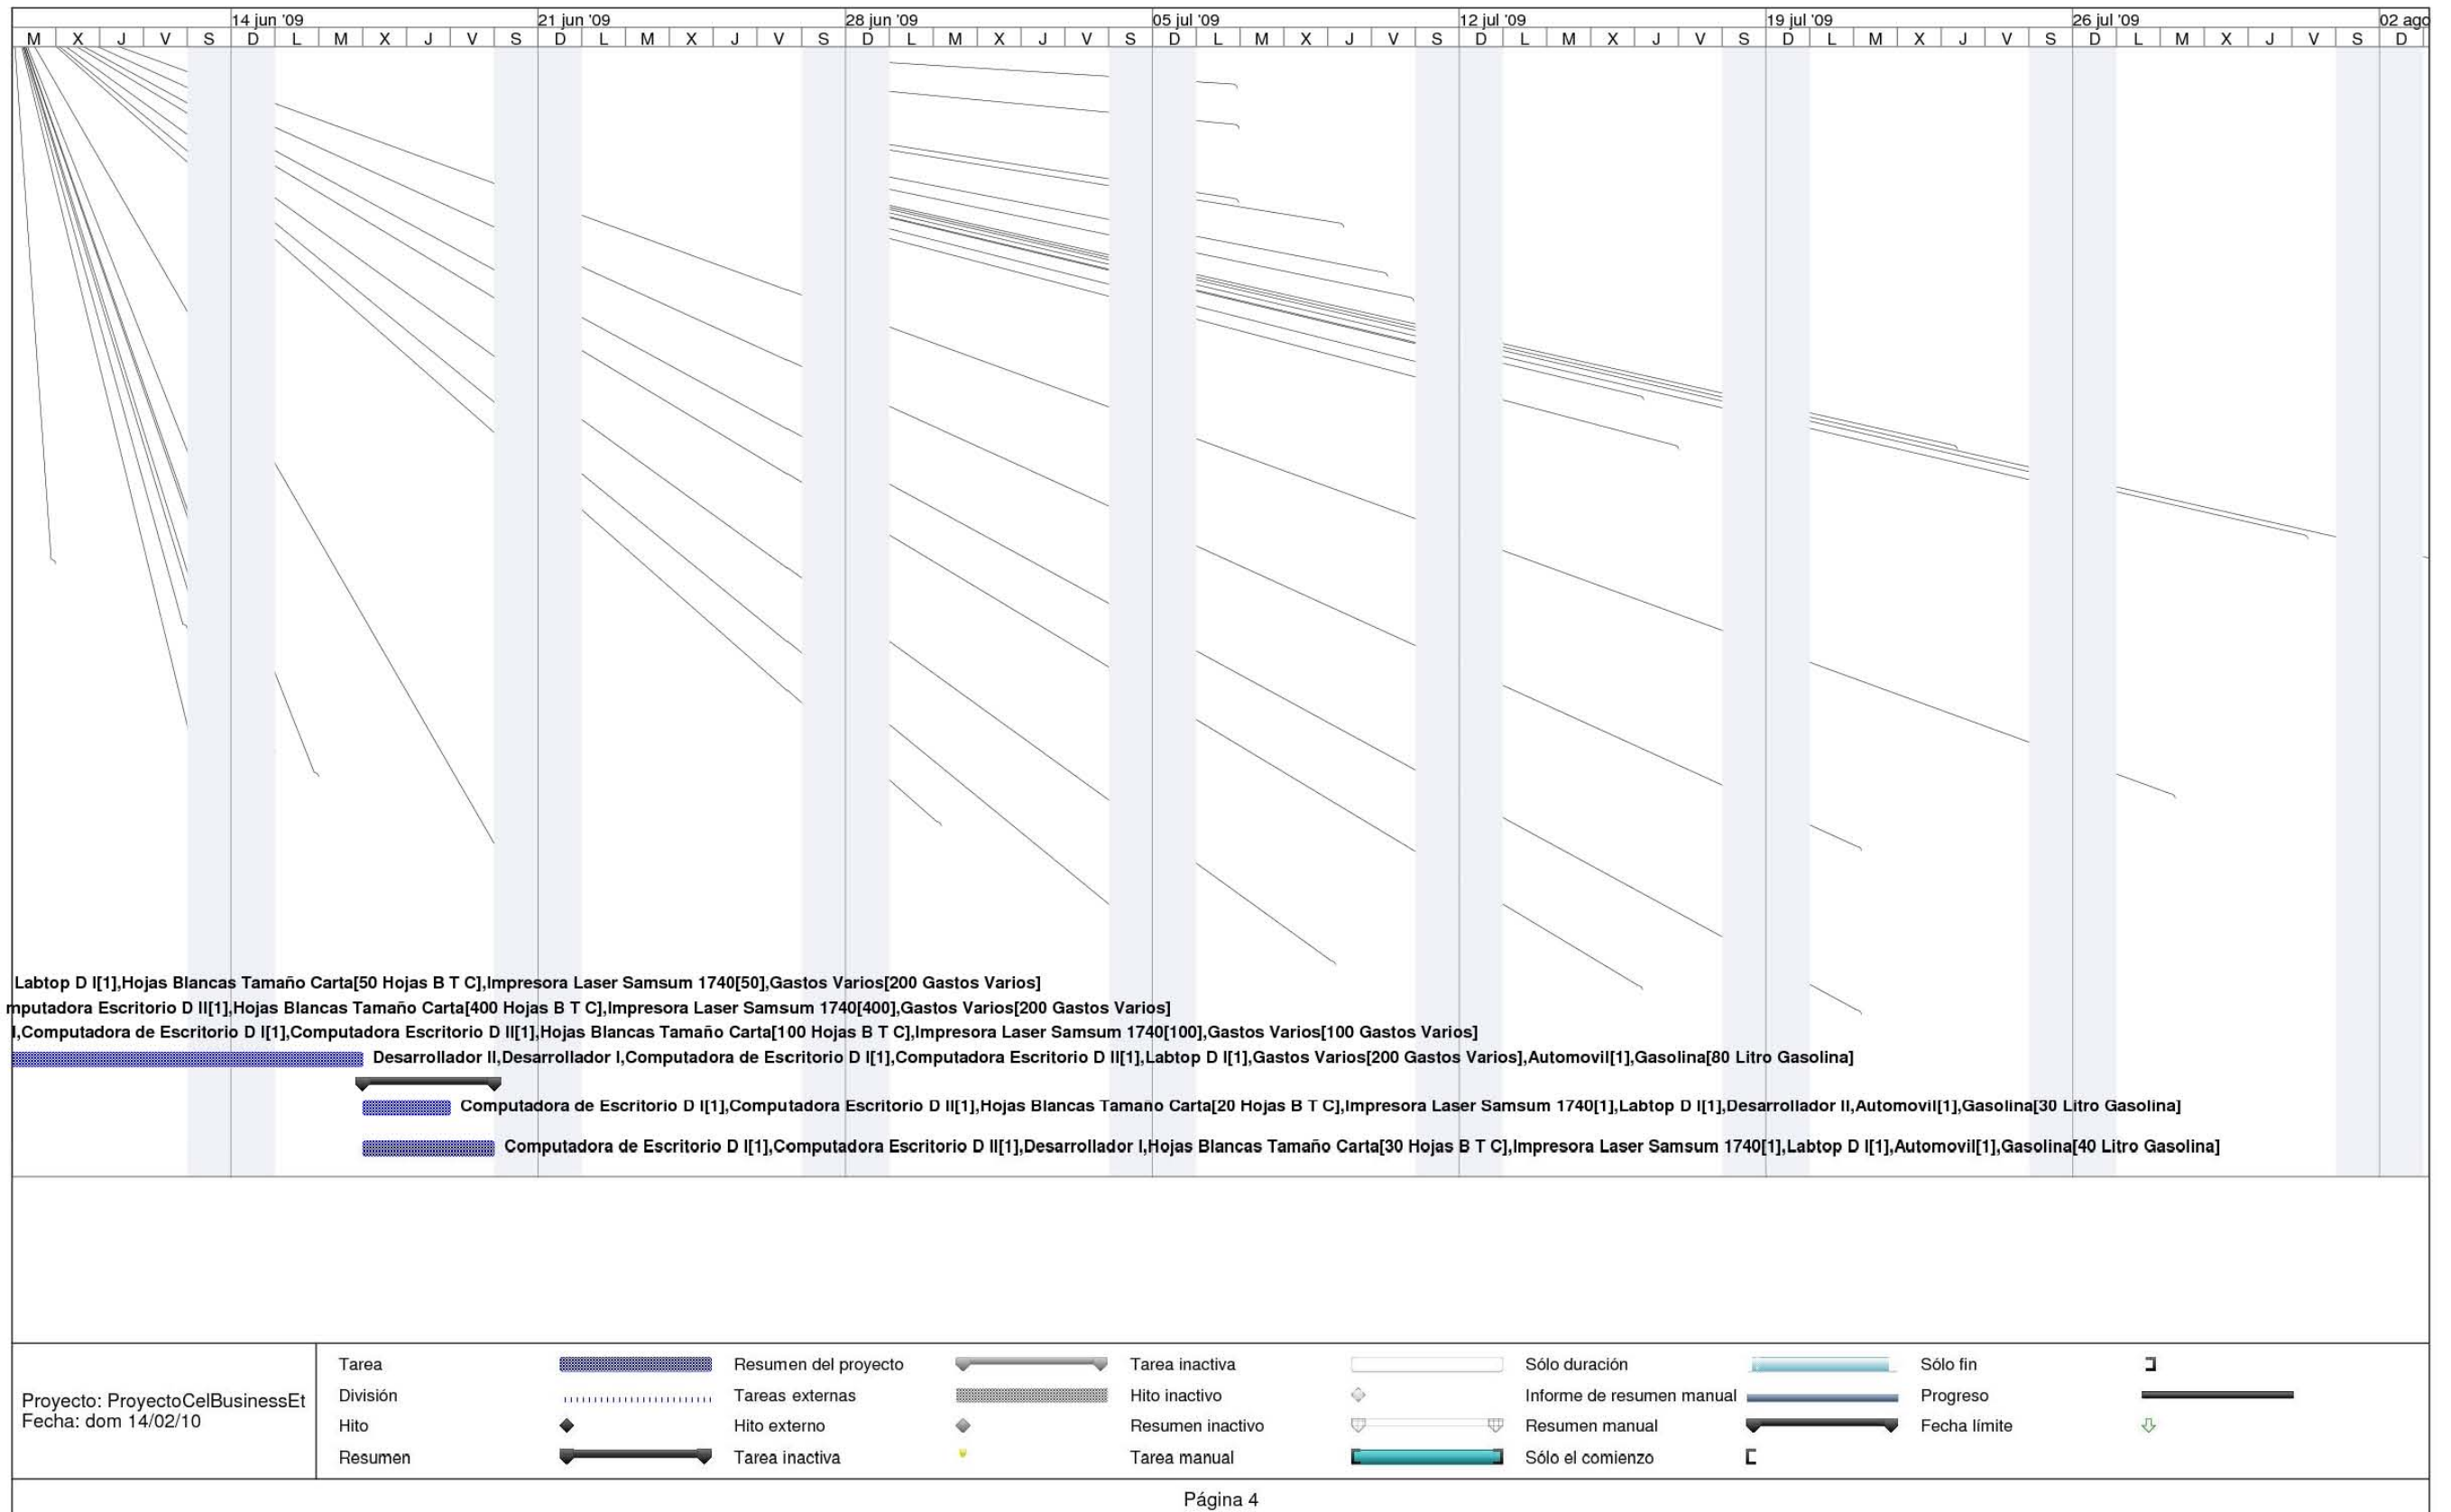 14 jun '09 21 jun '09 28 jun '09 05 jul '09 12 jul '09 19 jul '09 26 jul '09 02 ago
M X J V S D L M X J V S D L M X J V S D L M X J V S D L M X J V S D L M X J V S D L M X J V S D L M X J V S D
Labtop D I[1],Hojas Blancas Tamaño Carta[50 Hojas B T C],Impresora Laser Samsum 1740[50],Gastos Varios[200 Gastos Varios]
mputadora Escritorio D II[1],Hojas Blancas Tamaño Carta[400 Hojas B T C],Impresora Laser Samsum 1740[400],Gastos Varios[200 Gastos Varios]
I,Computadora de Escritorio D I[1],Computadora Escritorio D II[1],Hojas Blancas Tamaño Carta[100 Hojas B T C],Impresora Laser Samsum 1740[100],Gastos Varios[100 Gastos Varios]
Desarrollador II,Desarrollador I,Computadora de Escritorio D I[1],Computadora Escritorio D II[1],Labtop D I[1],Gastos Varios[200 Gastos Varios],Automovil[1],Gasolina[80 Litro Gasolina]
Computadora de Escritorio D I[1],Computadora Escritorio D II[1],Hojas Blancas Tamaño Carta[20 Hojas B T C],Impresora Laser Samsum 1740[1],Labtop D I[1],Desarrollador II,Automovil[1],Gasolina[30 Litro Gasolina]
Computadora de Escritorio D I[1],Computadora Escritorio D II[1],Desarrollador I,Hojas Blancas Tamaño Carta[30 Hojas B T C],Impresora Laser Samsum 1740[1],Labtop D I[1],Automovil[1],Gasolina[40 Litro Gasolina]
Proyecto: ProyectoCelBusinessEt
Fecha: dom 14/02/10
Tarea Resumen del proyecto Tarea inactiva Sólo duración Sólo fin
División Tareas externas Hito inactivo Informe de resumen manual Progreso
Hito Hito externo Resumen inactivo Resumen manual Fecha límite
Resumen Tarea inactiva Tarea manual Sólo el comienzo
Página 4